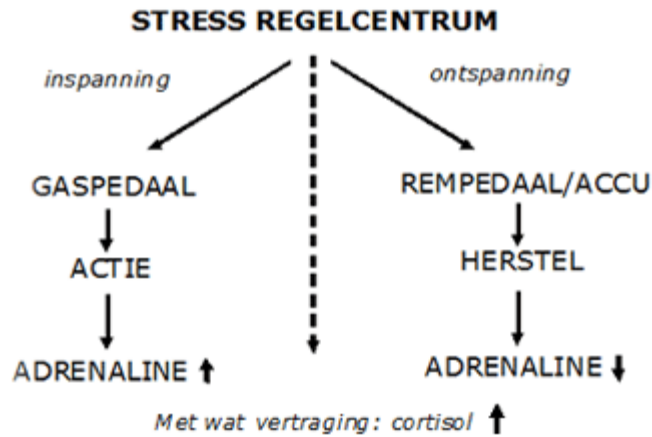 STRESS REGELCENTRUM
inspanning
ontspanning
GASPEDAAL
REMPEDAAL/ACCU
ACTIE
HERSTEL
ADRENALINE
ADRENALINE
Met wat vertraging: cortisol